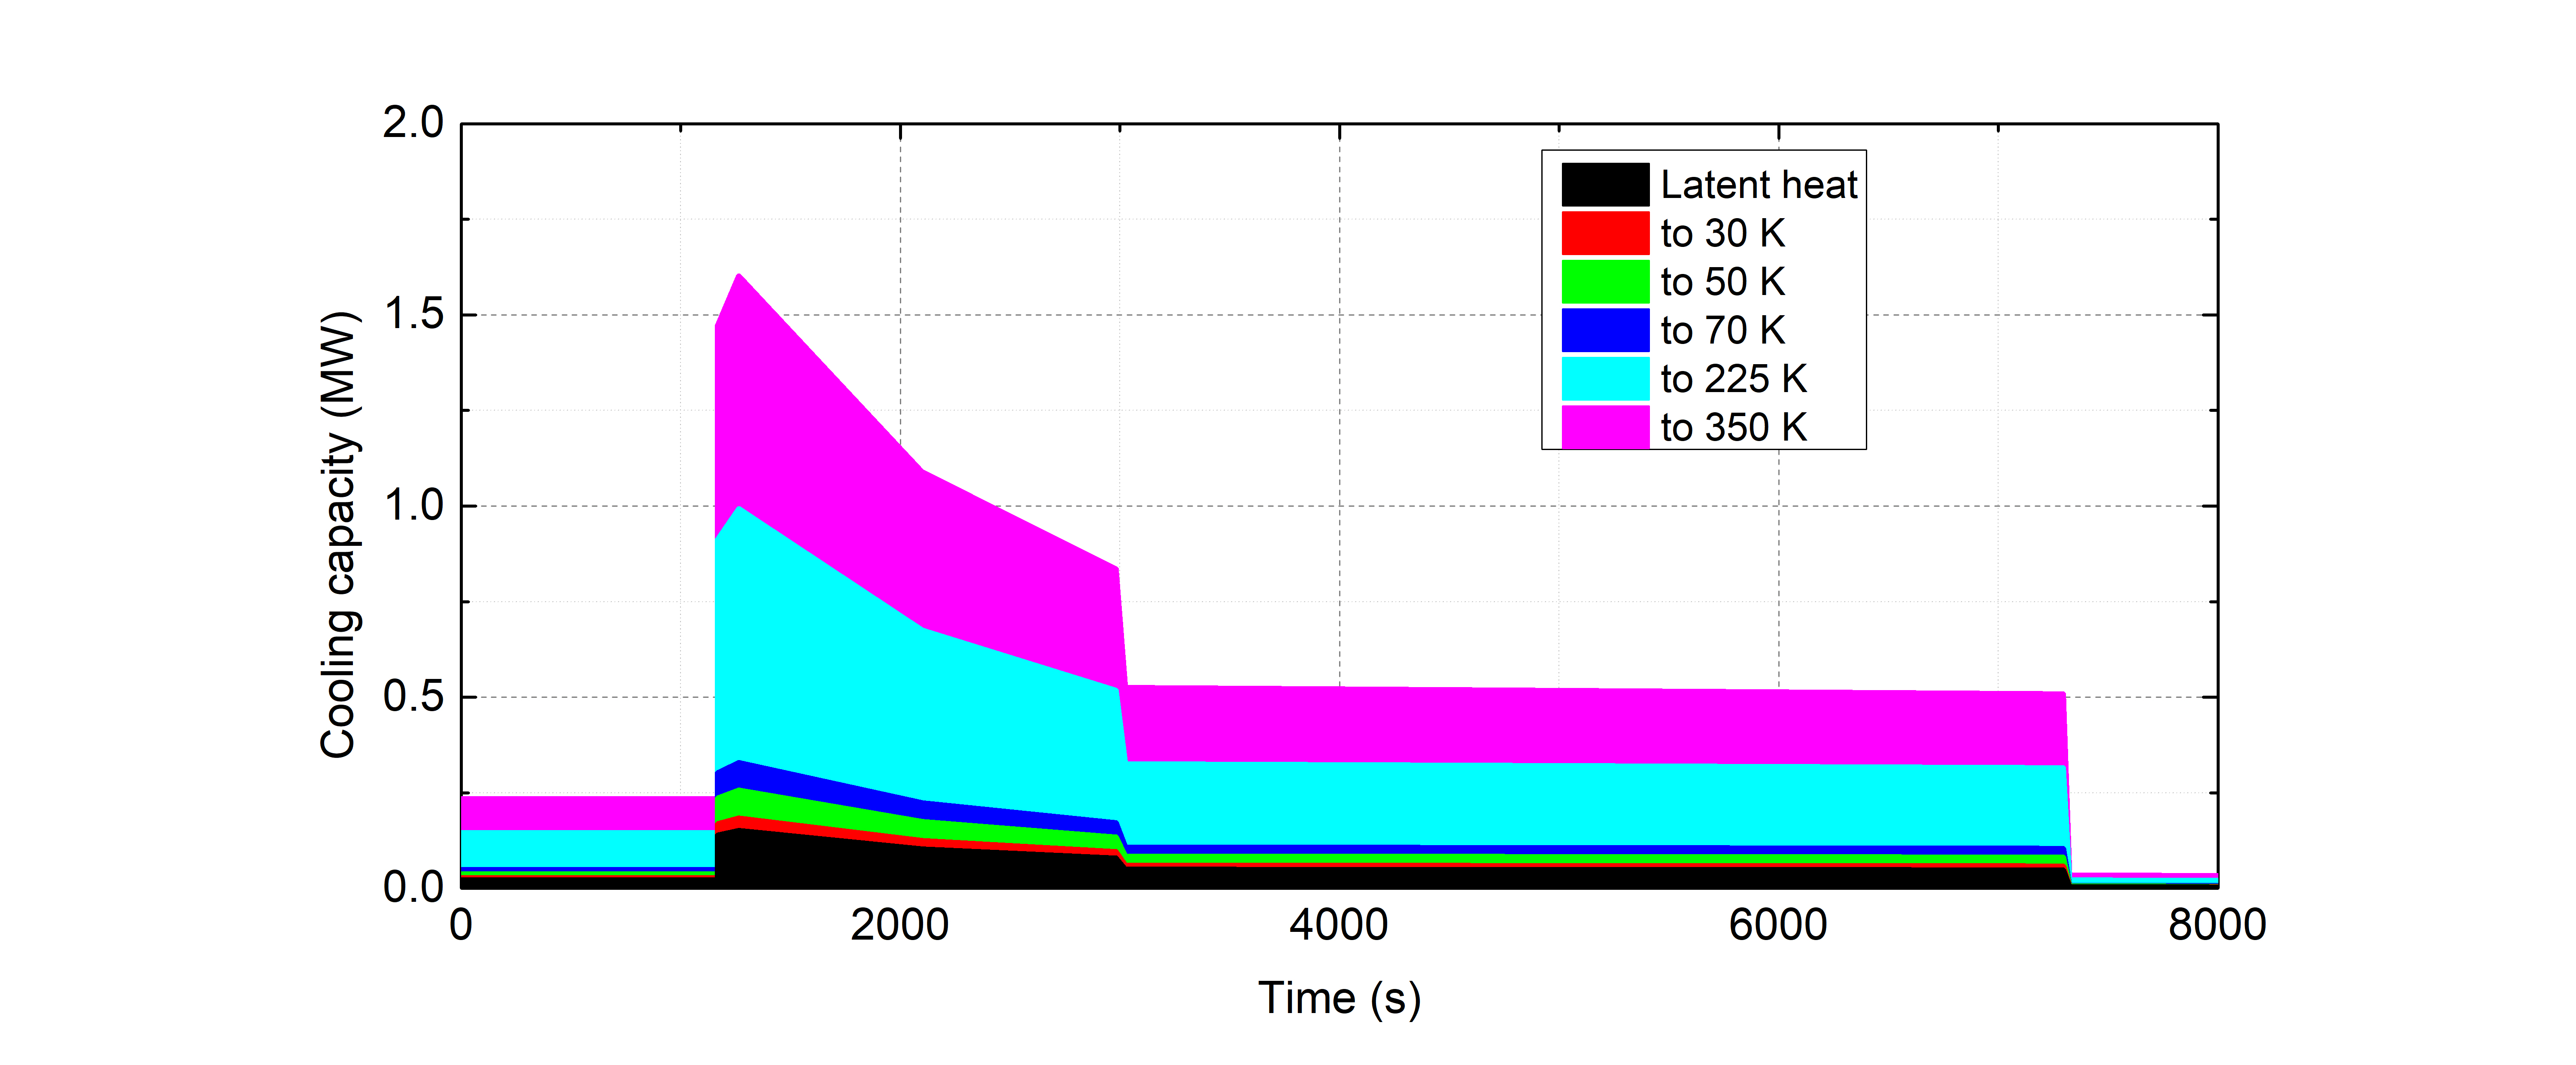 2.0
1.5
1.0
0.5
0.0
Cooling capacity (MW)
Latent heat
to 30 K
to 50 K
to 70 K
to 225 K
to 350 K
0 2000 4000 6000 8000
Time (s)